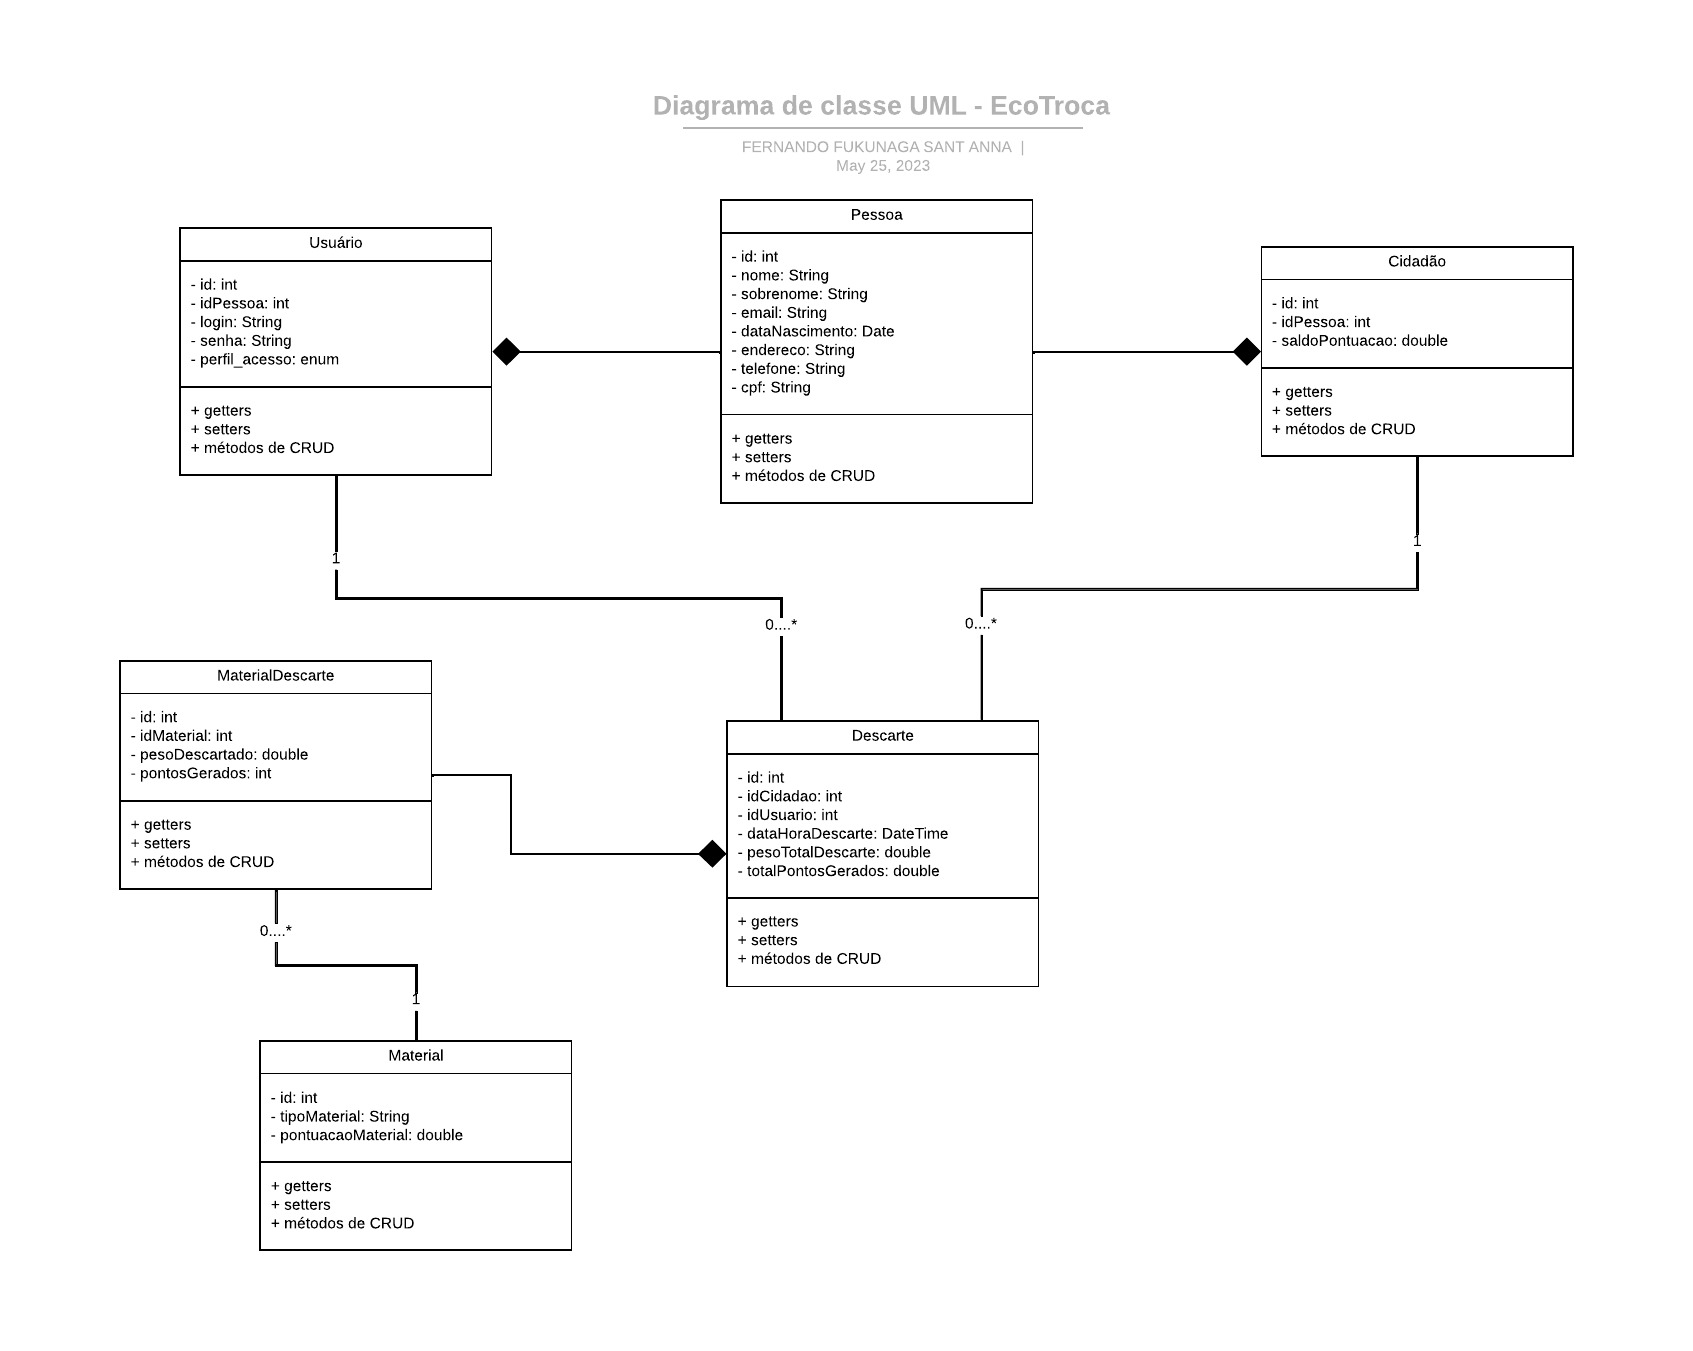 Diagrama de classe UML - EcoTroca
FERNANDO FUKUNAGA SANT ANNA |
May 25, 2023
Usuário
- id: int
- idPessoa: int
- login: String
- senha: String
- perfil_acesso: enum
+ getters
+ setters
+ métodos de CRUD
Pessoa
- id: int
- nome: String
- sobrenome: String
- email: String
- dataNascimento: Date
- endereco: String
- telefone: String
- cpf: String
+ getters
+ setters
+ métodos de CRUD
Cidadão
- id: int
- idPessoa: int
- saldoPontuacao: double
+ getters
+ setters
+ métodos de CRUD
1
1
0....*
0....*
MaterialDescarte
- id: int
- idMaterial: int
- pesoDescartado: double
- pontosGerados: int
+ getters
+ setters
+ métodos de CRUD
Descarte
- id: int
- idCidadao: int
- idUsuario: int
- dataHoraDescarte: DateTime
- pesoTotalDescarte: double
- totalPontosGerados: double
+ getters
+ setters
+ métodos de CRUD
0....*
1
Material
- id: int
- tipoMaterial: String
- pontuacaoMaterial: double
+ getters
+ setters
+ métodos de CRUD